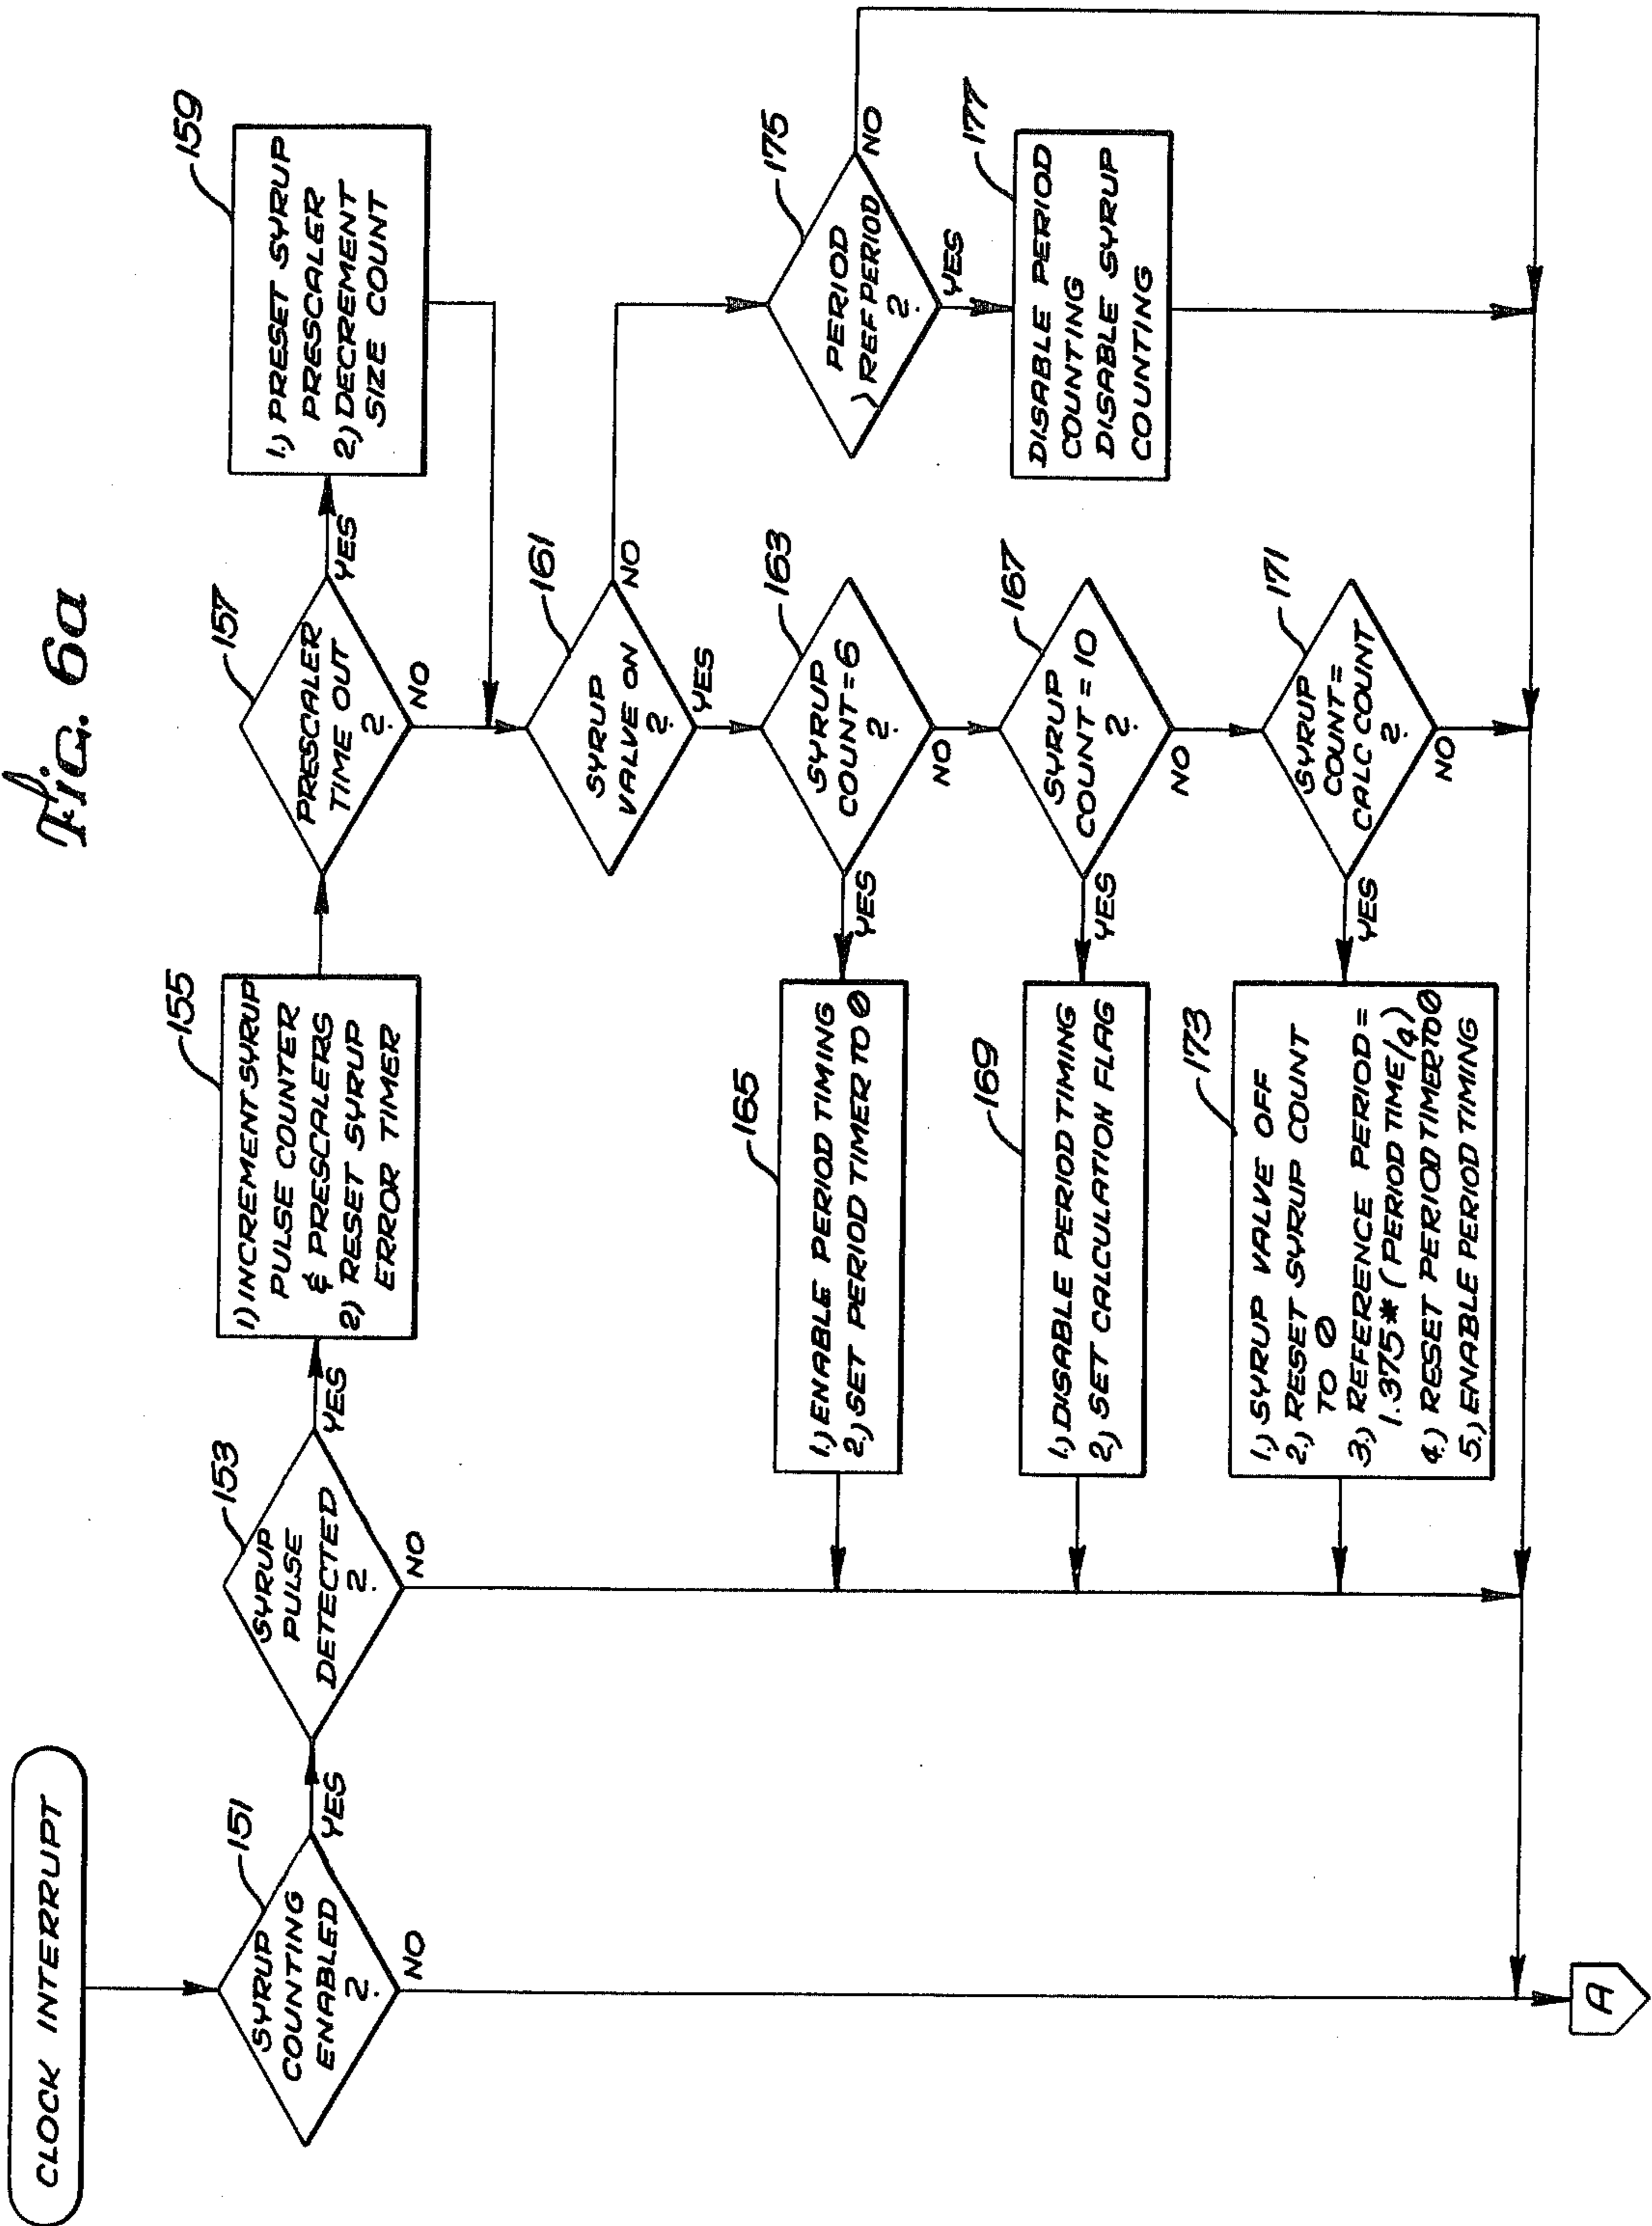 Fig. 6a
CLOCK INTERRUPT
151
SYRUP
COUNTING
ENABLED
?
YES
NO
153
SYRUP
PULSE
DETECTED
?
YES
NO
155
1) INCREMENT SYRUP
PULSE COUNTER
& PRESCALERS
2) RESET SYRUP
ERROR TIMER
157
PRESCALER
TIME OUT
?
YES
NO
159
1.) PRESET SYRUP
PRESCALER
2.) DECREMENT
SIZE COUNT
161
SYRUP
VALVE ON
?
NO
YES
163
SYRUP
COUNT = 6
?
YES
NO
165
1.) ENABLE PERIOD TIMING
2.) SET PERIOD TIMER TO 0
167
SYRUP
COUNT = 10
?
YES
NO
169
1.) DISABLE PERIOD TIMING
2.) SET CALCULATION FLAG
171
SYRUP
COUNT =
CALC COUNT
?
YES
NO
173
1.) SYRUP VALVE OFF
2.) RESET SYRUP COUNT
TO 0
3.) REFERENCE PERIOD =
1.375 * (PERIOD TIME/4)
4.) RESET PERIOD TIMER TO 0
5.) ENABLE PERIOD TIMING
175
PERIOD
> REF PERIOD
?
NO
YES
177
DISABLE PERIOD
COUNTING
DISABLE SYRUP
COUNTING
A